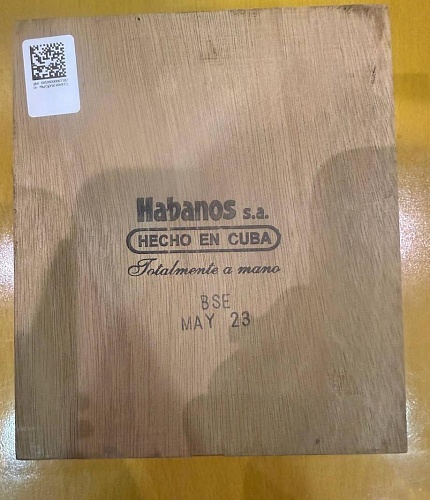 Habanos s.a.
HECHO EN CUBA
Totalmente a mano
BSE
MAY 23